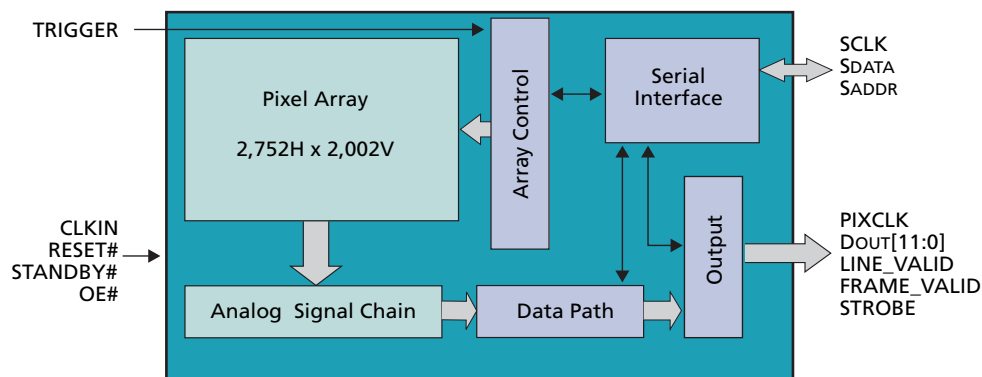 TRIGGER
Pixel Array
2,752H x 2,002V
Array Control
Serial
Interface
SCLK
SDATA
SADDR
CLKIN
RESET#
STANDBY#
OE#
Analog Signal Chain
Data Path
Output
PIXCLK
DOUT[11:0]
LINE_VALID
FRAME_VALID
STROBE